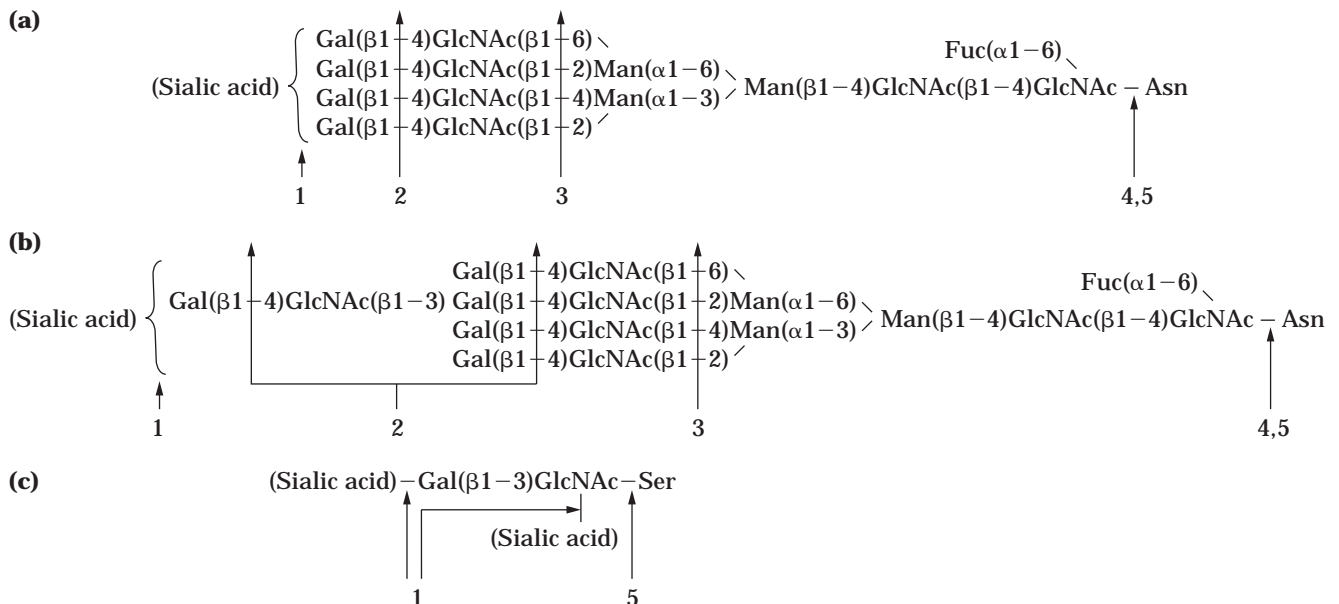 (a)
Gal(β1–4)GlcNAc(β1–6)
Fuc(α1–6)
Gal(β1–4)GlcNAc(β1–2)Man(α1–6)
(Sialic acid)
Man(β1–4)GlcNAc(β1–4)GlcNAc – Asn
Gal(β1–4)GlcNAc(β1–4)Man(α1–3)
Gal(β1–4)GlcNAc(β1–2)
1 2 3 4,5
(b)
Gal(β1–4)GlcNAc(β1–6)
Fuc(α1–6)
Gal(β1–4)GlcNAc(β1–3) Gal(β1–4)GlcNAc(β1–2)Man(α1–6)
(Sialic acid)
Man(β1–4)GlcNAc(β1–4)GlcNAc – Asn
Gal(β1–4)GlcNAc(β1–4)Man(α1–3)
Gal(β1–4)GlcNAc(β1–2)
1 2 3 4,5
(c) (Sialic acid)–Gal(β1–3)GlcNAc–Ser
(Sialic acid)
1 5